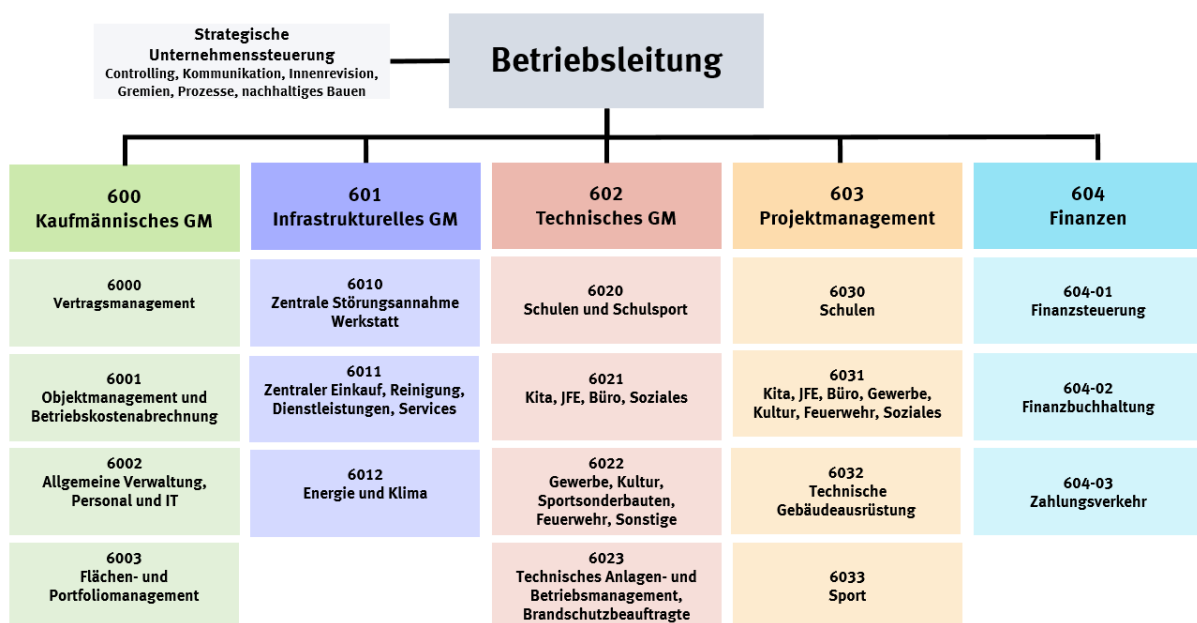 Strategische
Unternehmenssteuerung
Controlling, Kommunikation, Innenrevision,
Gremien, Prozesse, nachhaltiges Bauen
Betriebsleitung
600
Kaufmännisches GM
6000
Vertragsmanagement
6001
Objektmanagement und
Betriebskostenabrechnung
6002
Allgemeine Verwaltung,
Personal und IT
6003
Flächen- und
Portfoliomanagement
601
Infrastrukturelles GM
6010
Zentrale Störungsannahme
Werkstatt
6011
Zentraler Einkauf, Reinigung,
Dienstleistungen, Services
6012
Energie und Klima
602
Technisches GM
6020
Schulen und Schulsport
6021
Kita, JFE, Büro, Soziales
6022
Gewerbe, Kultur,
Sportsonderbauten,
Feuerwehr, Sonstige
6023
Technisches Anlagen- und
Betriebsmanagement,
Brandschutzbeauftragte
603
Projektmanagement
6030
Schulen
6031
Kita, JFE, Büro, Gewerbe,
Kultur, Feuerwehr, Soziales
6032
Technische
Gebäudeausrüstung
6033
Sport
604
Finanzen
604-01
Finanzsteuerung
604-02
Finanzbuchhaltung
604-03
Zahlungsverkehr